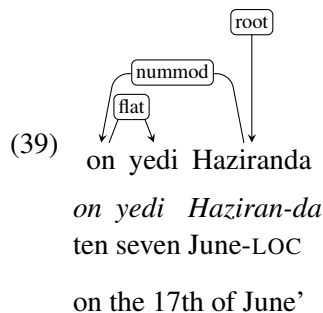 root
nummod
flat
(39) on yedi Haziranda
on yedi Haziran-da
ten seven June-LOC
on the 17th of June’